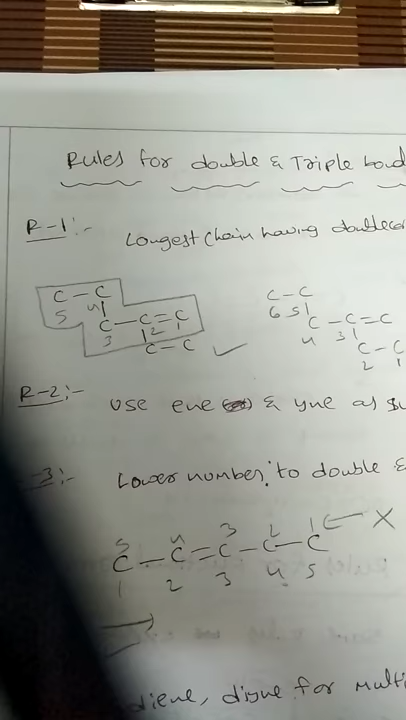 Rules for double & Triple bond
R-1:- Longest chain having double
C - C C - C
5 4 6 5
C - C = C C - C = C
3 2 1 4 3
C - C C - C
2 1
R-2:- Use ene & yne as
-3:- Lower number to double &
5 4 3 2 1
C - C = C - C - C ← X
1 2 3 4 5
diene, diyne for multi